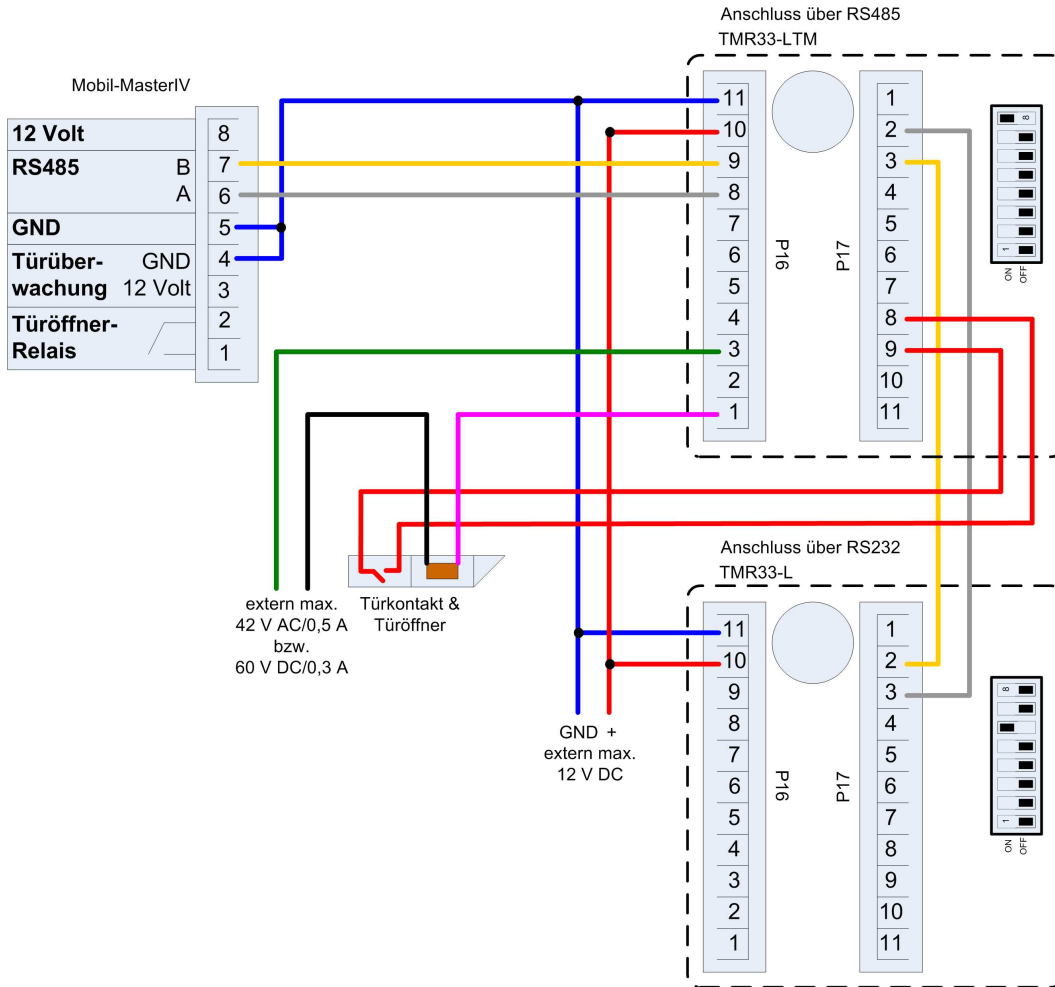 Anschluss über RS485
TMR33-LTM
Mobil-MasterIV
12 Volt 8
RS485 B 7
A 6
GND 5
Türüber- GND 4
wachung 12 Volt 3
Türöffner- 2
Relais 1
11
10
9
8
7
6
5
4
3
2
1
P16
P17
1
2
3
4
5
6
7
8
9
10
11
8
1
ON
OFF
extern max.
42 V AC/0,5 A
bzw.
60 V DC/0,3 A
Türkontakt &
Türöffner
GND +
extern max.
12 V DC
Anschluss über RS232
TMR33-L
11
10
9
8
7
6
5
4
3
2
1
P16
P17
1
2
3
4
5
6
7
8
9
10
11
8
1
ON
OFF